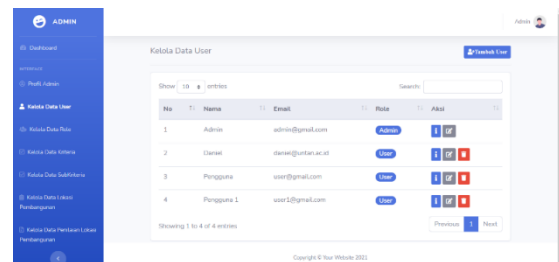 ADMIN
Admin
Dashboard
Kelola Data User
Tambah User
INTERFACE
Profil Admin
Kelola Data User
Kelola Data Role
Kelola Data Kriteria
Kelola Data SubKriteria
Kelola Data Lokasi
Pembangunan
Kelola Data Penilaian Lokasi
Pembangunan
Show 10 entries
Search:
No Nama Email Role Aksi
1 Admin admin@gmail.com Admin
2 Daniel daniel@untan.ac.id User
3 Pengguna user@gmail.com User
4 Pengguna 1 user1@gmail.com User
Showing 1 to 4 of 4 entries
Previous 1 Next
Copyright © Your Website 2021